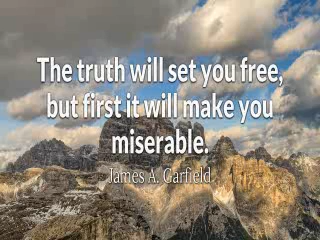 The truth will set you free,
but first it will make you
miserable.
James A. Garfield